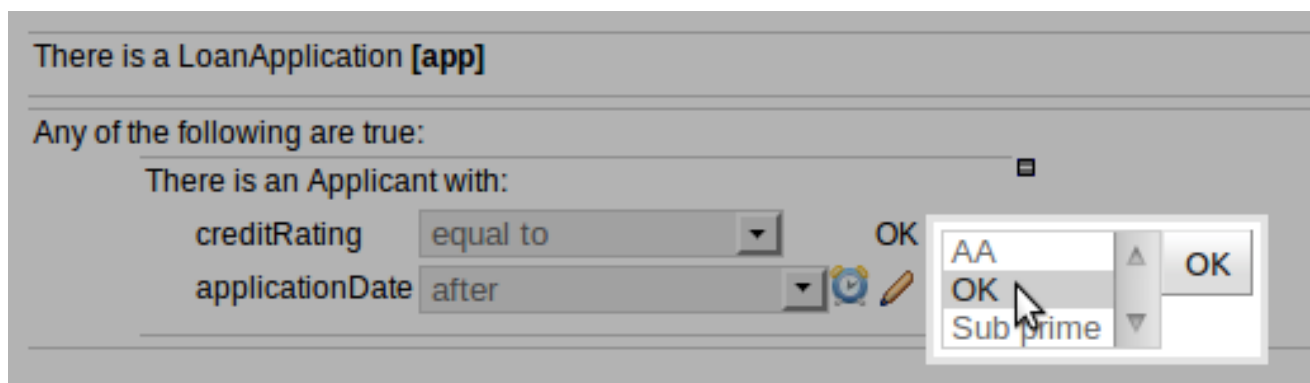 There is a LoanApplication [app]
Any of the following are true:
There is an Applicant with:
creditRating equal to OK
applicationDate after
AA
OK
Sub prime
OK